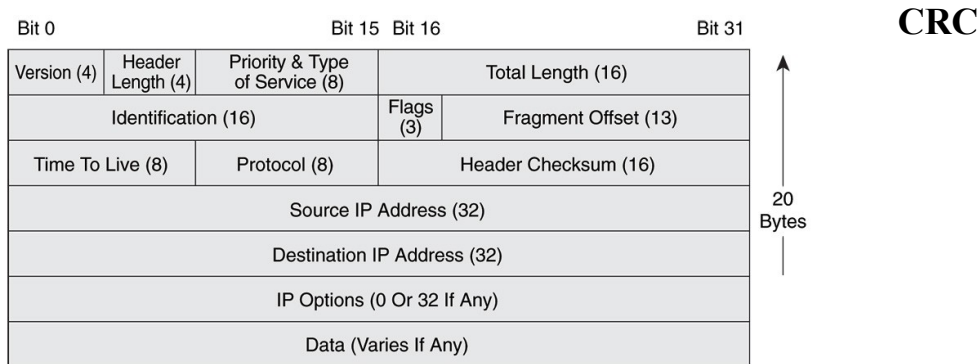 Bit 0 Bit 15 Bit 16 Bit 31 CRC
Version (4) Header Length (4) Priority & Type of Service (8) Total Length (16)
Identification (16) Flags (3) Fragment Offset (13)
Time To Live (8) Protocol (8) Header Checksum (16)
Source IP Address (32)
20 Bytes
Destination IP Address (32)
IP Options (0 Or 32 If Any)
Data (Varies If Any)